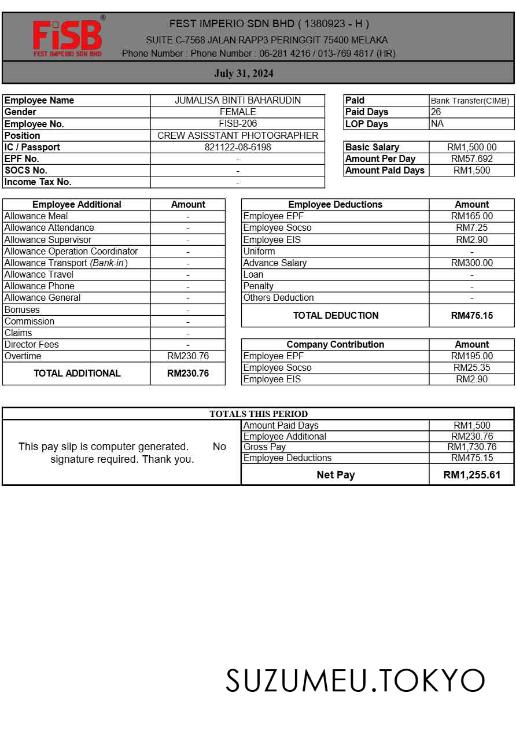 FiSB ®
FEST IMPERIO SDN BHD
FEST IMPERIO SDN BHD ( 1380923 - H )
SUITE C-7568 JALAN RAPP3 PERINGGIT 75400 MELAKA
Phone Number : Phone Number : 06-281 4216 / 013-769 4817 (HR)
July 31, 2024
Employee Name JUMALISA BINTI BAHARUDIN Paid Bank Transfer(CIMB)
Gender FEMALE Paid Days 26
Employee No. FISB-206 LOP Days NA
Position CREW ASISSTANT PHOTOGRAPHER
IC / Passport 821122-08-6198 Basic Salary RM1,500.00
EPF No. - Amount Per Day RM57.692
SOCS No. - Amount Paid Days RM1,500
Income Tax No. -
Employee Additional Amount Employee Deductions Amount
Allowance Meal - Employee EPF RM165.00
Allowance Attendance - Employee Socso RM7.25
Allowance Supervisor - Employee EIS RM2.90
Allowance Operation Coordinator - Uniform -
Allowance Transport (Bank-in) - Advance Salary RM300.00
Allowance Travel - Loan -
Allowance Phone - Penalty -
Allowance General - Others Deduction -
Bonuses -
Commission - TOTAL DEDUCTION RM475.15
Claims -
Director Fees - Company Contribution Amount
Overtime RM230.76 Employee EPF RM195.00
TOTAL ADDITIONAL RM230.76 Employee Socso RM25.35
Employee EIS RM2.90
TOTALS THIS PERIOD
Amount Paid Days RM1,500
Employee Additional RM230.76
This pay slip is computer generated. No Gross Pay RM1,730.76
signature required. Thank you. Employee Deductions RM475.15
Net Pay RM1,255.61
SUZUMEU.TOKYO